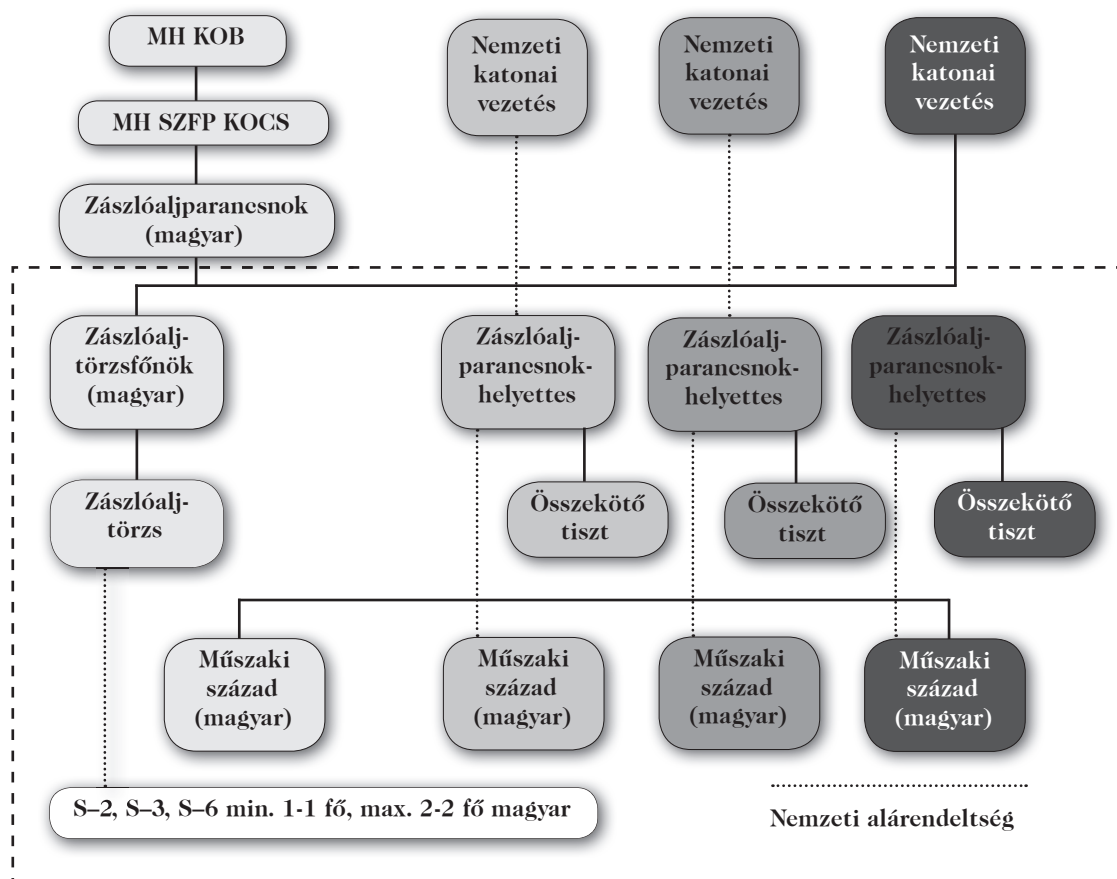 MH KOB
MH SZFP KOCS
Zászlóaljparancsnok
(magyar)
Nemzeti
katonai
vezetés
Nemzeti
katonai
vezetés
Nemzeti
katonai
vezetés
Zászlóalj-
törzsfőnök
(magyar)
Zászlóalj-
parancsnok-
helyettes
Zászlóalj-
parancsnok-
helyettes
Zászlóalj-
parancsnok-
helyettes
Zászlóalj-
törzs
Összekötő
tiszt
Összekötő
tiszt
Összekötő
tiszt
Műszaki
század
(magyar)
Műszaki
század
(magyar)
Műszaki
század
(magyar)
Műszaki
század
(magyar)
S–2, S–3, S–6 min. 1-1 fő, max. 2-2 fő magyar
Nemzeti alárendeltség